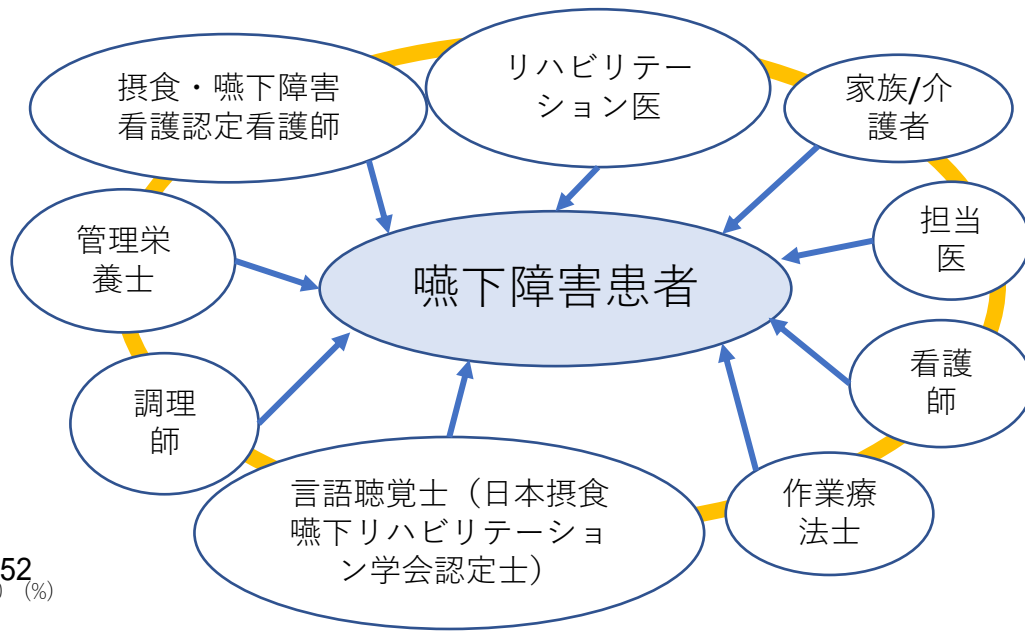 摂食・嚥下障害
看護認定看護師
リハビリテー
ション医
家族/介
護者
管理栄
養士
担当
医
嚥下障害患者
調理
師
看護
師
言語聴覚士（日本摂食
嚥下リハビリテーショ
ン学会認定士）
作業療
法士
52
) (%)